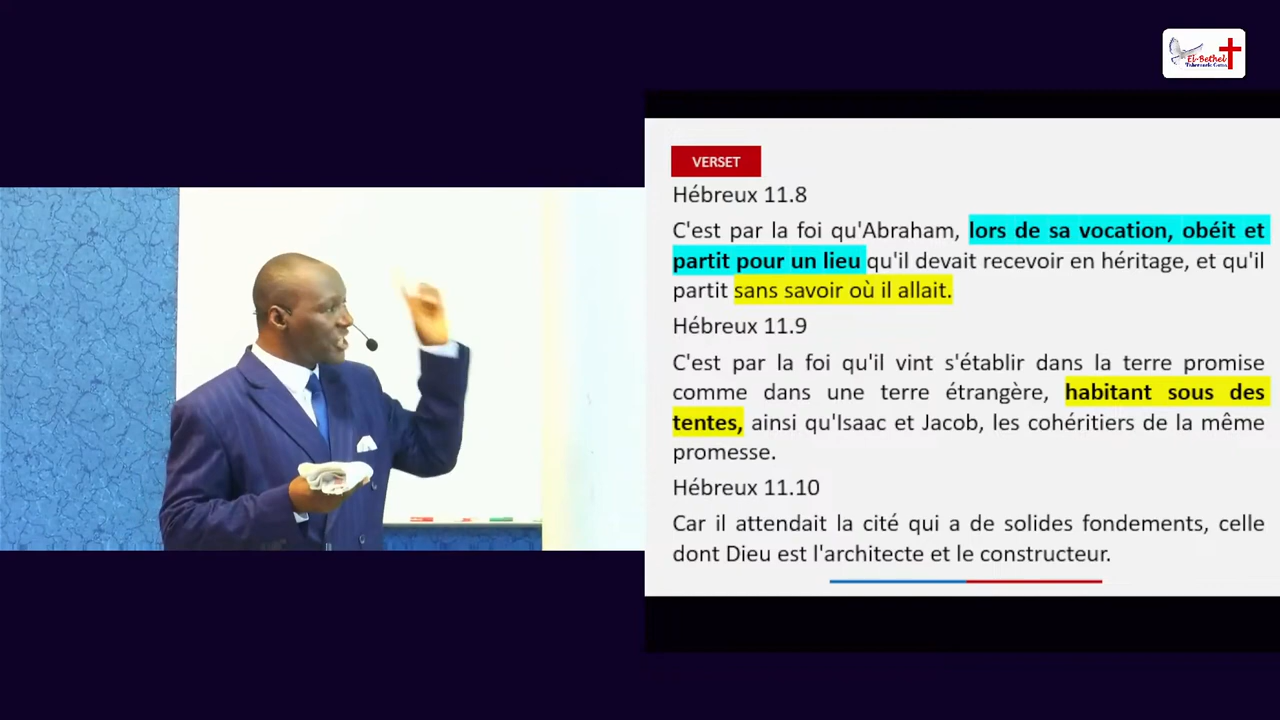 El-Bethel
VERSET
Hébreux 11.8
C'est par la foi qu'Abraham, lors de sa vocation, obéit et
partit pour un lieu qu'il devait recevoir en héritage, et qu'il
partit sans savoir où il allait.
Hébreux 11.9
C'est par la foi qu'il vint s'établir dans la terre promise
comme dans une terre étrangère, habitant sous des
tentes, ainsi qu'Isaac et Jacob, les cohéritiers de la même
promesse.
Hébreux 11.10
Car il attendait la cité qui a de solides fondements, celle
dont Dieu est l'architecte et le constructeur.